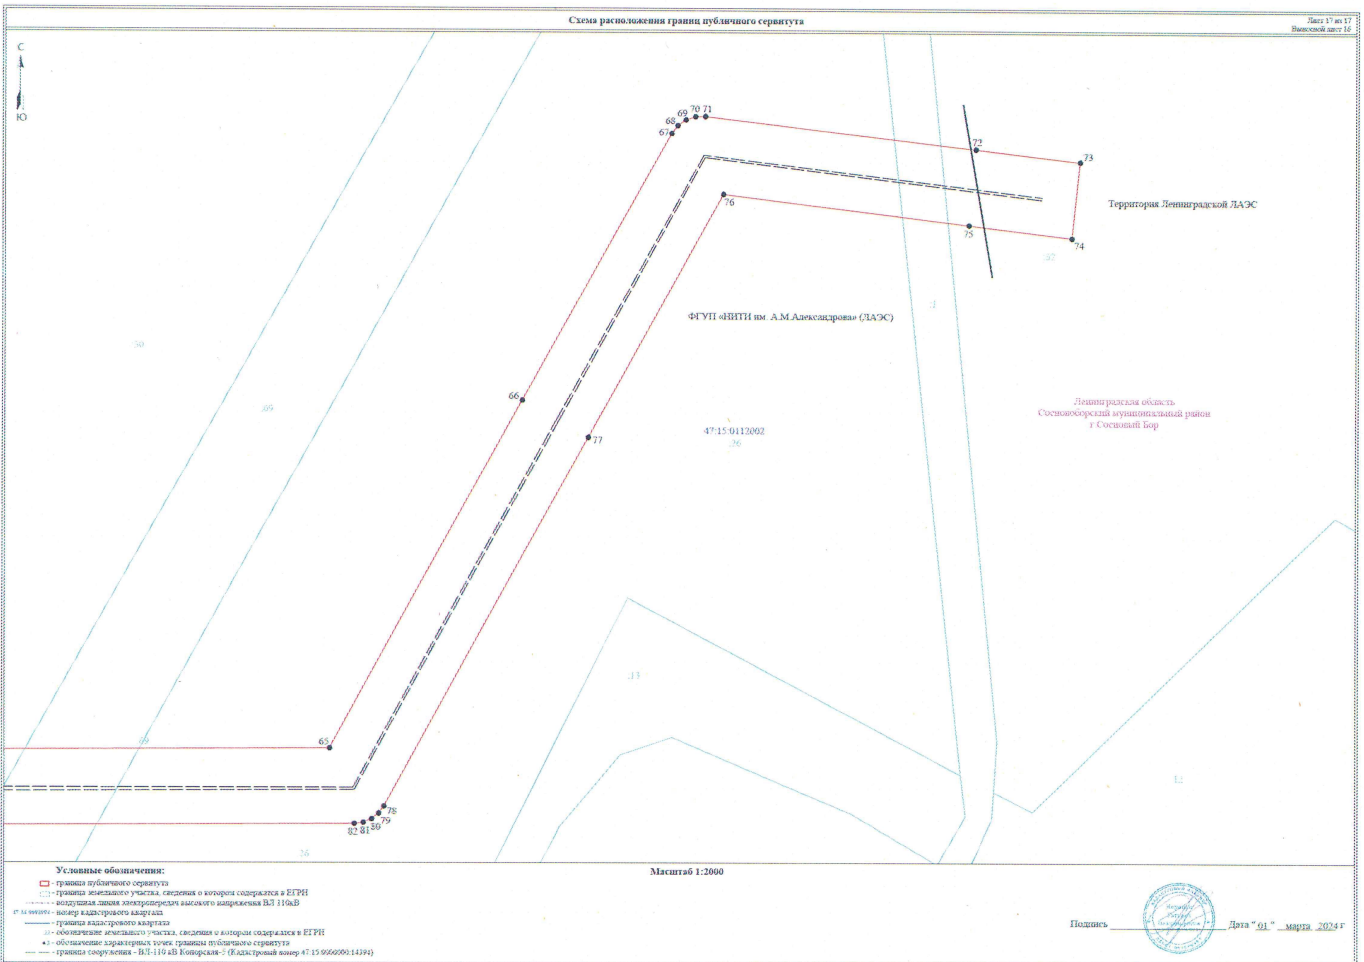 Схема расположения границ публичного сервитута
Лист 17 из 17
Выносной лист 16
С
Ю
67
68
69
70
71
72
73
74
75
76
77
66
65
78
79
80
81
82
Территория Ленинградской ЛАЭС
ФГУП «НИТИ им. А.М.Александрова» (ЛАЭС)
Ленинградская область
Сосновоборский муниципальный район
г Сосновый Бор
47:15:0112002
:26
:1
:13
Условные обозначения:
- граница публичного сервитута
- граница земельного участка, сведения о котором содержатся в ЕГРН
- воздушная линия электропередач высокого напряжения ВЛ 110кВ
- номер кадастрового квартала
- граница кадастрового квартала
- обозначение земельного участка, сведения о котором содержатся в ЕГРН
- обозначение характерных точек границы публичного сервитута
- граница сооружения - ВЛ-110 кВ Копорская-5 (Кадастровый номер 47:15:0000000:14394)
Масштаб 1:2000
Подпись
Дата " 01 " марта 2024 г